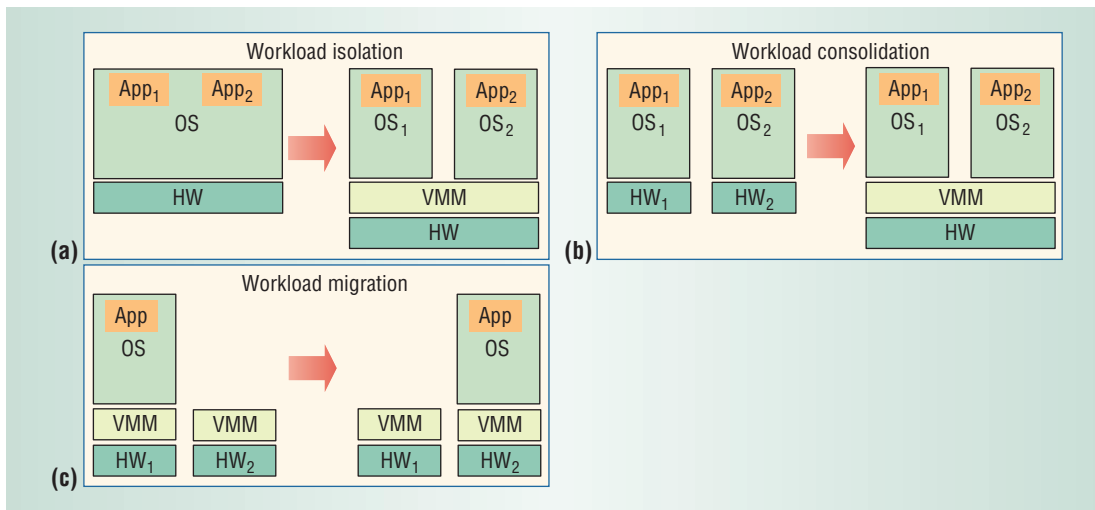 Workload isolation
App₁ App₂
OS
HW
App₁ App₂
OS₁ OS₂
VMM
HW
(a)
Workload consolidation
App₁ App₂
OS₁ OS₂
HW₁ HW₂
App₁ App₂
OS₁ OS₂
VMM
HW
(b)
Workload migration
App
OS
VMM VMM
HW₁ HW₂
App
OS
VMM VMM
HW₁ HW₂
(c)